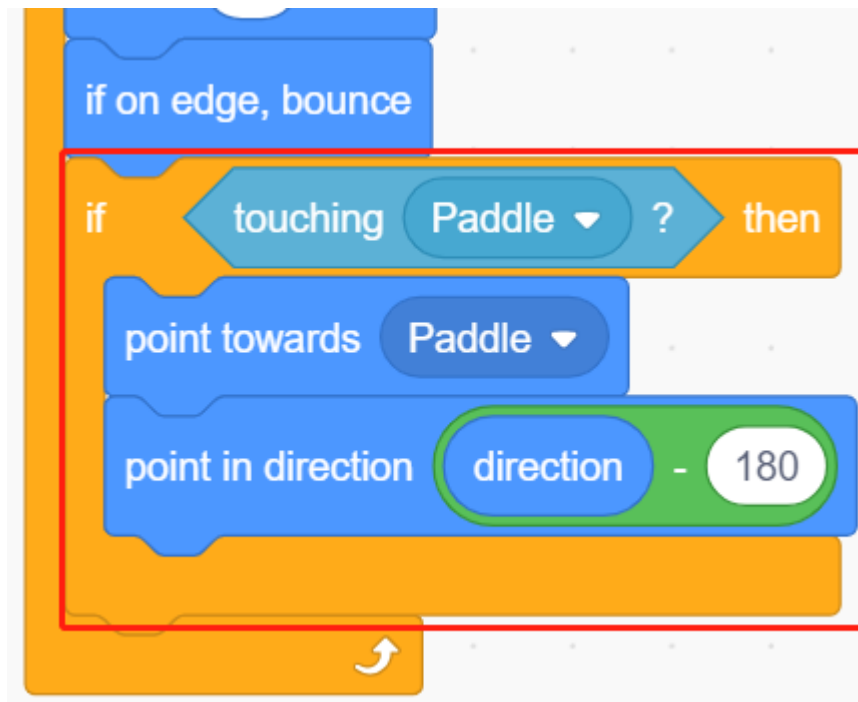 if on edge, bounce
if touching Paddle ? then
point towards Paddle
point in direction direction - 180